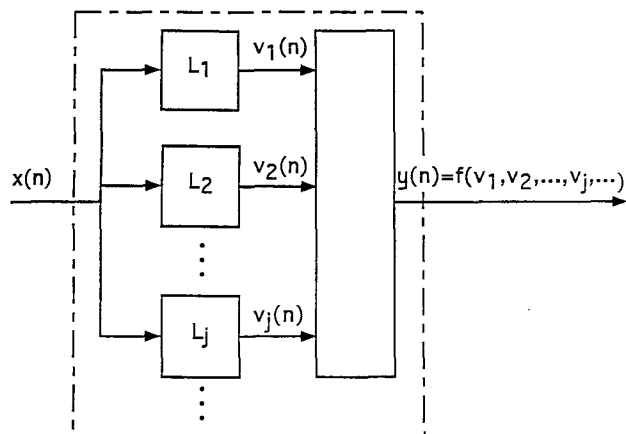 L₁
v₁(n)
x(n)
L₂
v₂(n)
y(n)=f(v₁,v₂,...,vⱼ,...)
Lⱼ
vⱼ(n)